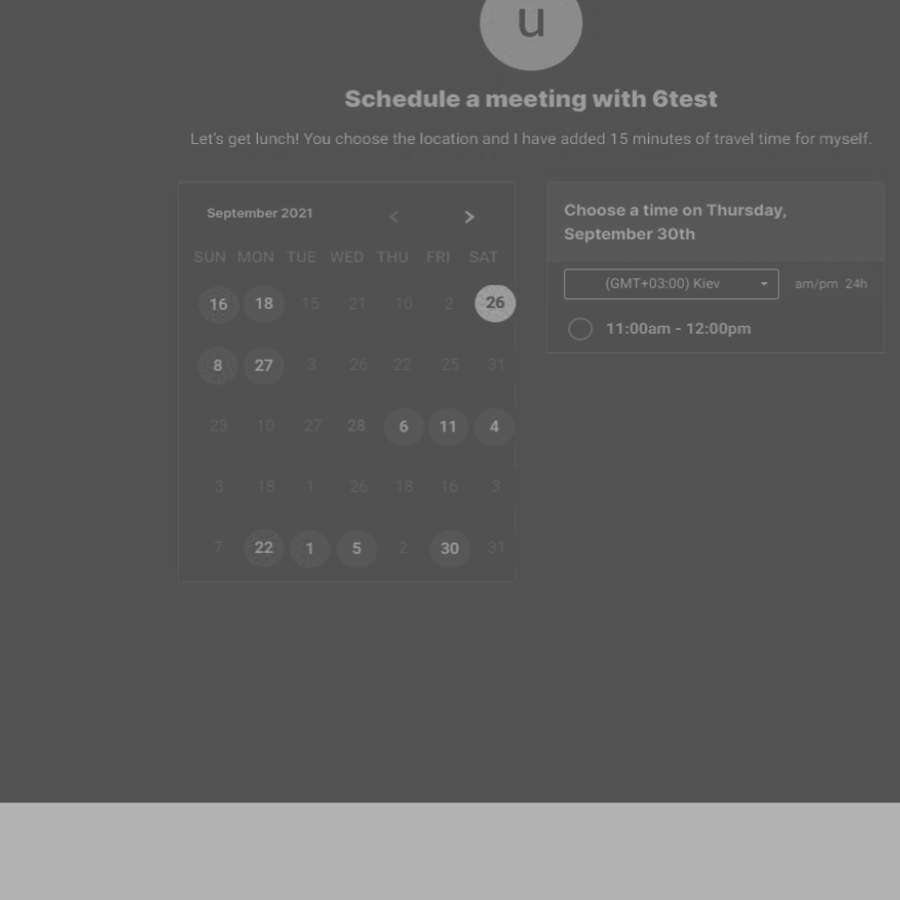 u
Schedule a meeting with 6test
Let's get lunch! You choose the location and I have added 15 minutes of travel time for myself.
September 2021
SUN MON TUE WED THU FRI SAT
16 18 15 21 10 2 26
8 27 3 26 22 25 31
23 10 27 28 6 11 4
3 18 1 26 18 16 3
7 22 1 5 2 30 31
Choose a time on Thursday,
September 30th
(GMT+03:00) Kiev am/pm 24h
11:00am - 12:00pm